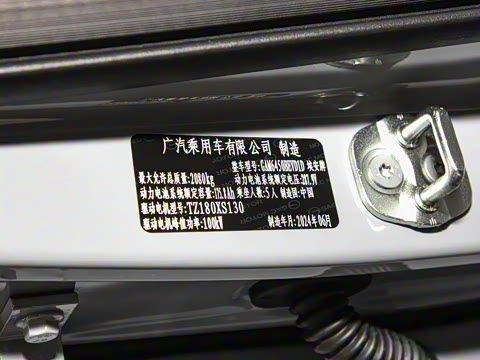 广汽乘用车有限公司 制造
整车型号:GAM6450BEVD1D 埃安牌
最大允许总质量:2080kg 动力电池系统额定电压:
动力电池系统额定容量: 乘坐人数:5人 制造国:中国
驱动电机型号:TZ180XS130
驱动电机峰值功率:100kW 制造年月:2024年06月